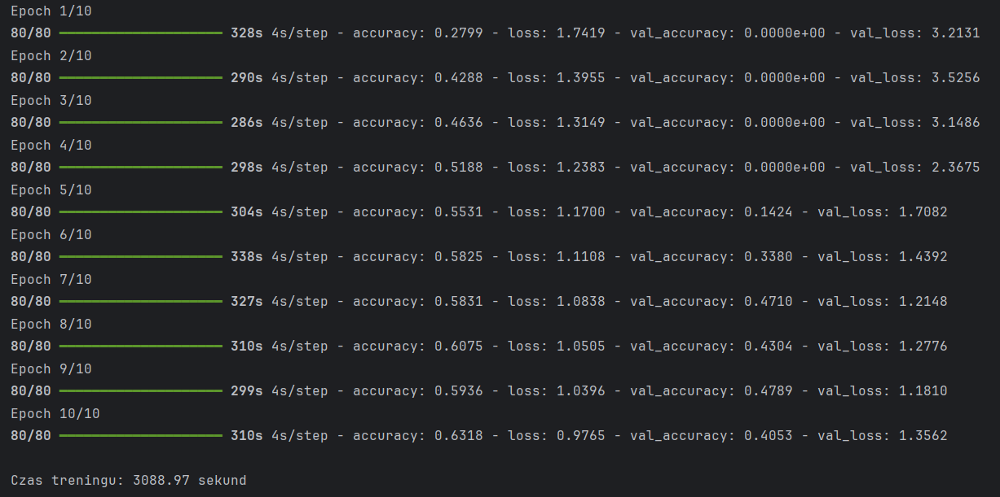 Epoch 1/10
80/80 ━━━━━━━━━━━━━━━━━━━━ 328s 4s/step - accuracy: 0.2799 - loss: 1.7419 - val_accuracy: 0.0000e+00 - val_loss: 3.2131
Epoch 2/10
80/80 ━━━━━━━━━━━━━━━━━━━━ 290s 4s/step - accuracy: 0.4288 - loss: 1.3955 - val_accuracy: 0.0000e+00 - val_loss: 3.5256
Epoch 3/10
80/80 ━━━━━━━━━━━━━━━━━━━━ 286s 4s/step - accuracy: 0.4636 - loss: 1.3149 - val_accuracy: 0.0000e+00 - val_loss: 3.1486
Epoch 4/10
80/80 ━━━━━━━━━━━━━━━━━━━━ 298s 4s/step - accuracy: 0.5188 - loss: 1.2383 - val_accuracy: 0.0000e+00 - val_loss: 2.3675
Epoch 5/10
80/80 ━━━━━━━━━━━━━━━━━━━━ 304s 4s/step - accuracy: 0.5531 - loss: 1.1700 - val_accuracy: 0.1424 - val_loss: 1.7082
Epoch 6/10
80/80 ━━━━━━━━━━━━━━━━━━━━ 338s 4s/step - accuracy: 0.5825 - loss: 1.1108 - val_accuracy: 0.3380 - val_loss: 1.4392
Epoch 7/10
80/80 ━━━━━━━━━━━━━━━━━━━━ 327s 4s/step - accuracy: 0.5831 - loss: 1.0838 - val_accuracy: 0.4710 - val_loss: 1.2148
Epoch 8/10
80/80 ━━━━━━━━━━━━━━━━━━━━ 310s 4s/step - accuracy: 0.6075 - loss: 1.0505 - val_accuracy: 0.4304 - val_loss: 1.2776
Epoch 9/10
80/80 ━━━━━━━━━━━━━━━━━━━━ 299s 4s/step - accuracy: 0.5936 - loss: 1.0396 - val_accuracy: 0.4789 - val_loss: 1.1810
Epoch 10/10
80/80 ━━━━━━━━━━━━━━━━━━━━ 310s 4s/step - accuracy: 0.6318 - loss: 0.9765 - val_accuracy: 0.4053 - val_loss: 1.3562
Czas treningu: 3088.97 sekund